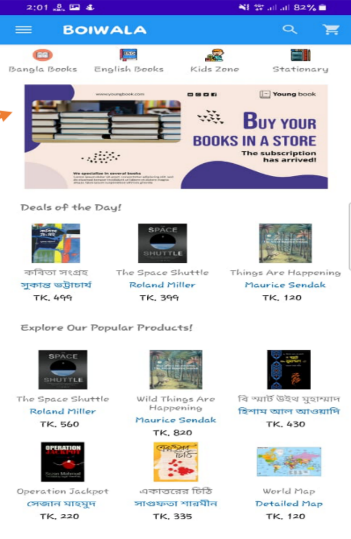 2:01
82%
BOIWALA
Bangla Books English Books Kids Zone Stationary
www.youngbook.com
Young book
BUY YOUR
BOOKS IN A STORE
The subscription
has arrived!
We specialise in several books
Deals of the Day!
SPACE
SHUTTLE
কবিতা সংগ্রহ The Space Shuttle Things Are Happening
সুকান্ত ভট্টাচার্য Roland Miller Maurice Sendak
TK. 499 TK. 399 TK. 120
Explore Our Popular Products!
SPACE
SHUTTLE
The Space Shuttle Wild Things Are Happening বি স্মার্ট উইথ মুহাম্মাদ
Roland Miller Maurice Sendak হিশাম আল আওয়াদি
TK. 560 TK. 820 TK. 430
OPERATION
JACKPOT
Operation Jackpot একাত্তরের চিঠি World Map
সেজান মাহমুদ সাগুফতা শারমীন Detailed Map
TK. 220 TK. 335 TK. 120